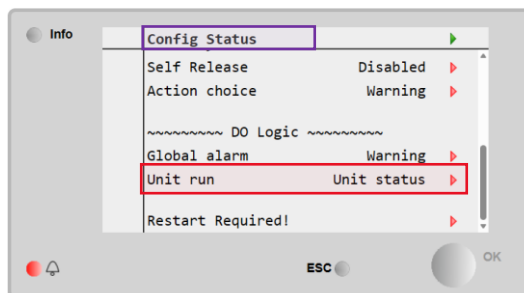 Info
Config Status
Self Release Disabled
Action choice Warning
~~~~~~~~~ DO Logic ~~~~~~~~~
Global alarm Warning
Unit run Unit status
Restart Required!
ESC
OK